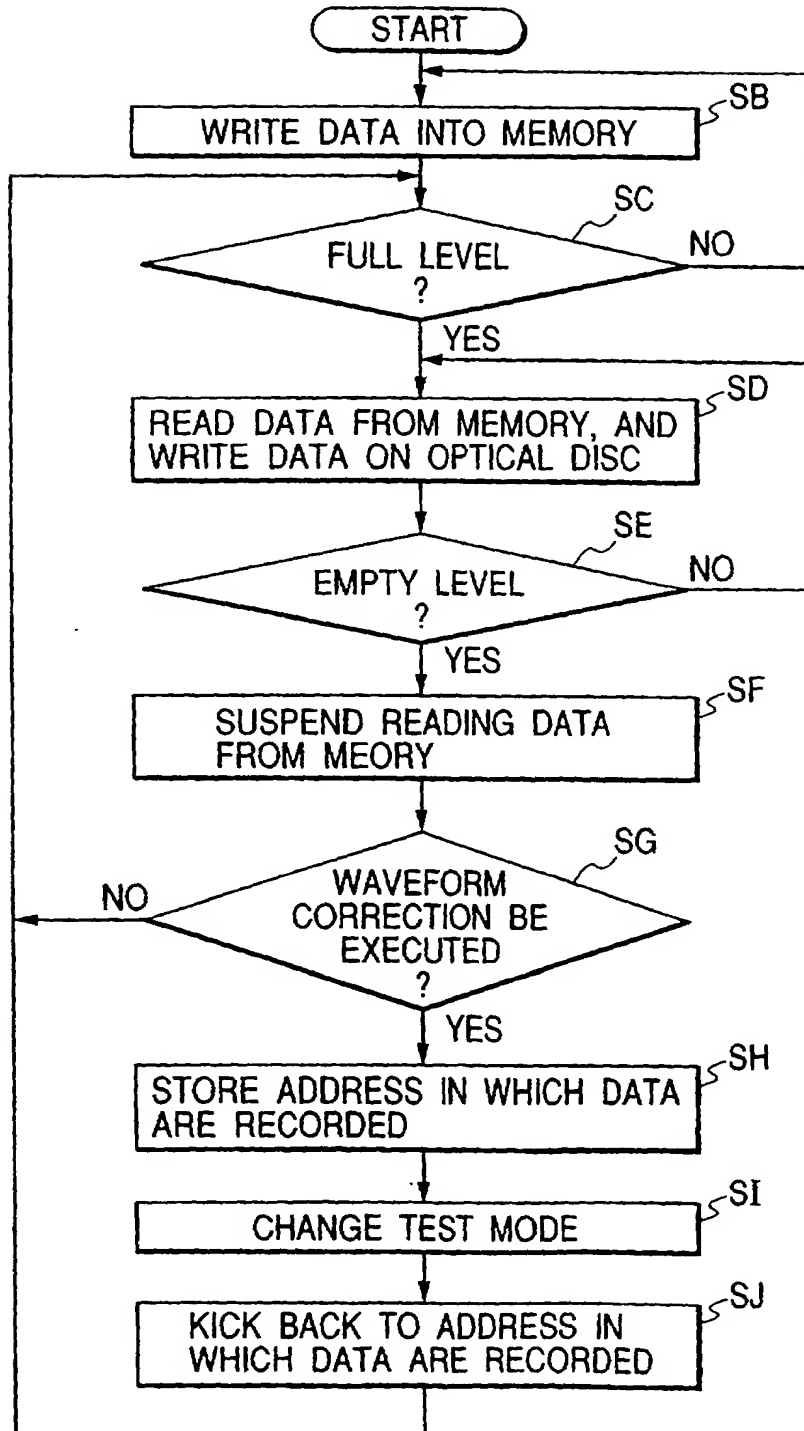 START
SB
WRITE DATA INTO MEMORY
SC
FULL LEVEL
?
NO
YES
SD
READ DATA FROM MEMORY, AND
WRITE DATA ON OPTICAL DISC
SE
EMPTY LEVEL
?
NO
YES
SF
SUSPEND READING DATA
FROM MEORY
SG
WAVEFORM
CORRECTION BE
EXECUTED
?
NO
YES
SH
STORE ADDRESS IN WHICH DATA
ARE RECORDED
SI
CHANGE TEST MODE
SJ
KICK BACK TO ADDRESS IN
WHICH DATA ARE RECORDED